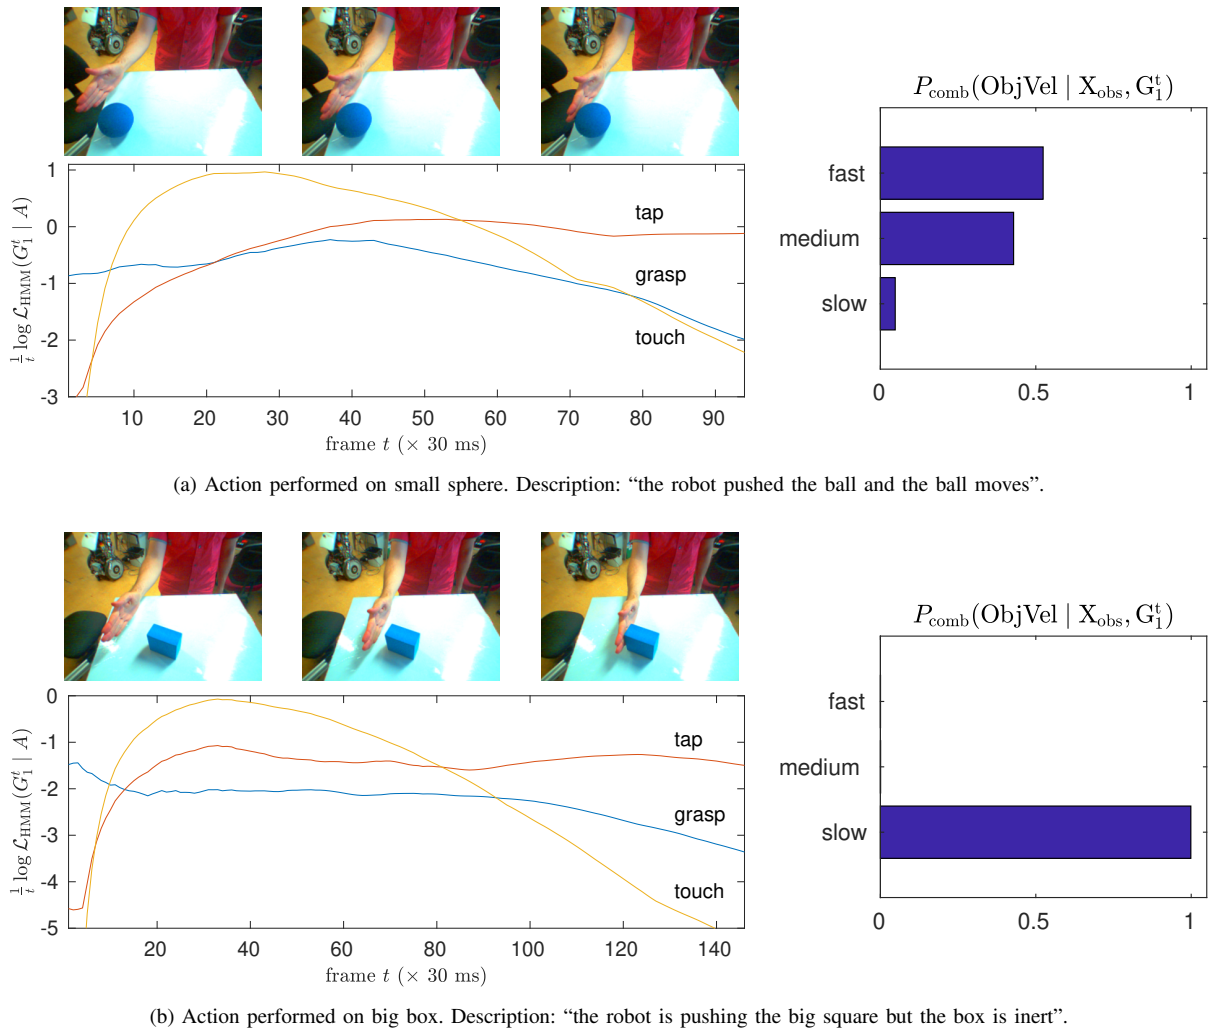 1
0
-1
-2
-3
1/t log L_HMM(G_1^t | A)
tap
grasp
touch
10 20 30 40 50 60 70 80 90
frame t (× 30 ms)
P_comb(ObjVel | X_obs, G_1^t)
fast
medium
slow
0 0.5 1
(a) Action performed on small sphere. Description: “the robot pushed the ball and the ball moves”.
0
-1
-2
-3
-4
-5
1/t log L_HMM(G_1^t | A)
tap
grasp
touch
20 40 60 80 100 120 140
frame t (× 30 ms)
P_comb(ObjVel | X_obs, G_1^t)
fast
medium
slow
0 0.5 1
(b) Action performed on big box. Description: “the robot is pushing the big square but the box is inert”.